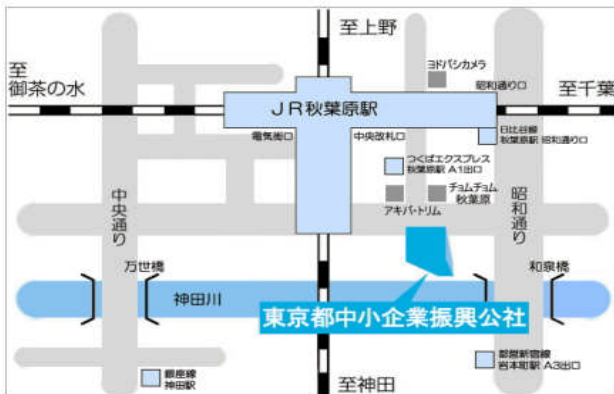 至上野
ヨドバシカメラ
至
御茶の水
昭和通り口
至千葉
JR秋葉原駅
電気街口
中央改札口
日比谷線
秋葉原駅 昭和通り口
つくばエクスプレス
秋葉原駅 A1出口
チョムチョム
秋葉原
アキバ・トリム
中央通り
昭和通り
万世橋
和泉橋
神田川
東京都中小企業振興公社
銀座線
神田駅
至神田
都営新宿線
岩本町駅 A3出口